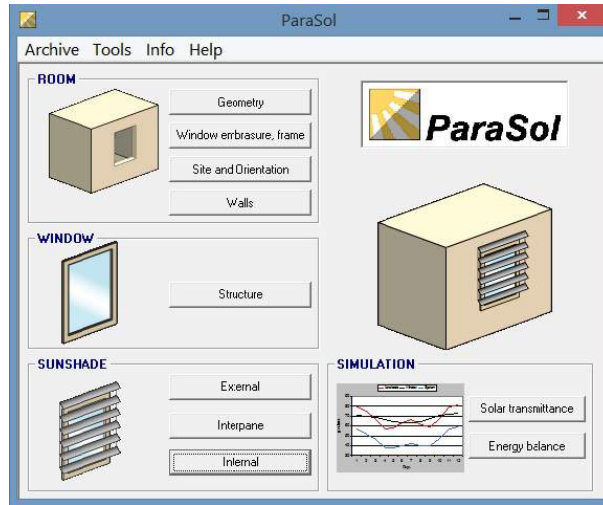 ParaSol
Archive Tools Info Help
ROOM
Geometry
Window embrasure, frame
Site and Orientation
Walls
ParaSol
WINDOW
Structure
SUNSHADE
External
Interpane
Internal
SIMULATION
Solar transmittance
Energy balance